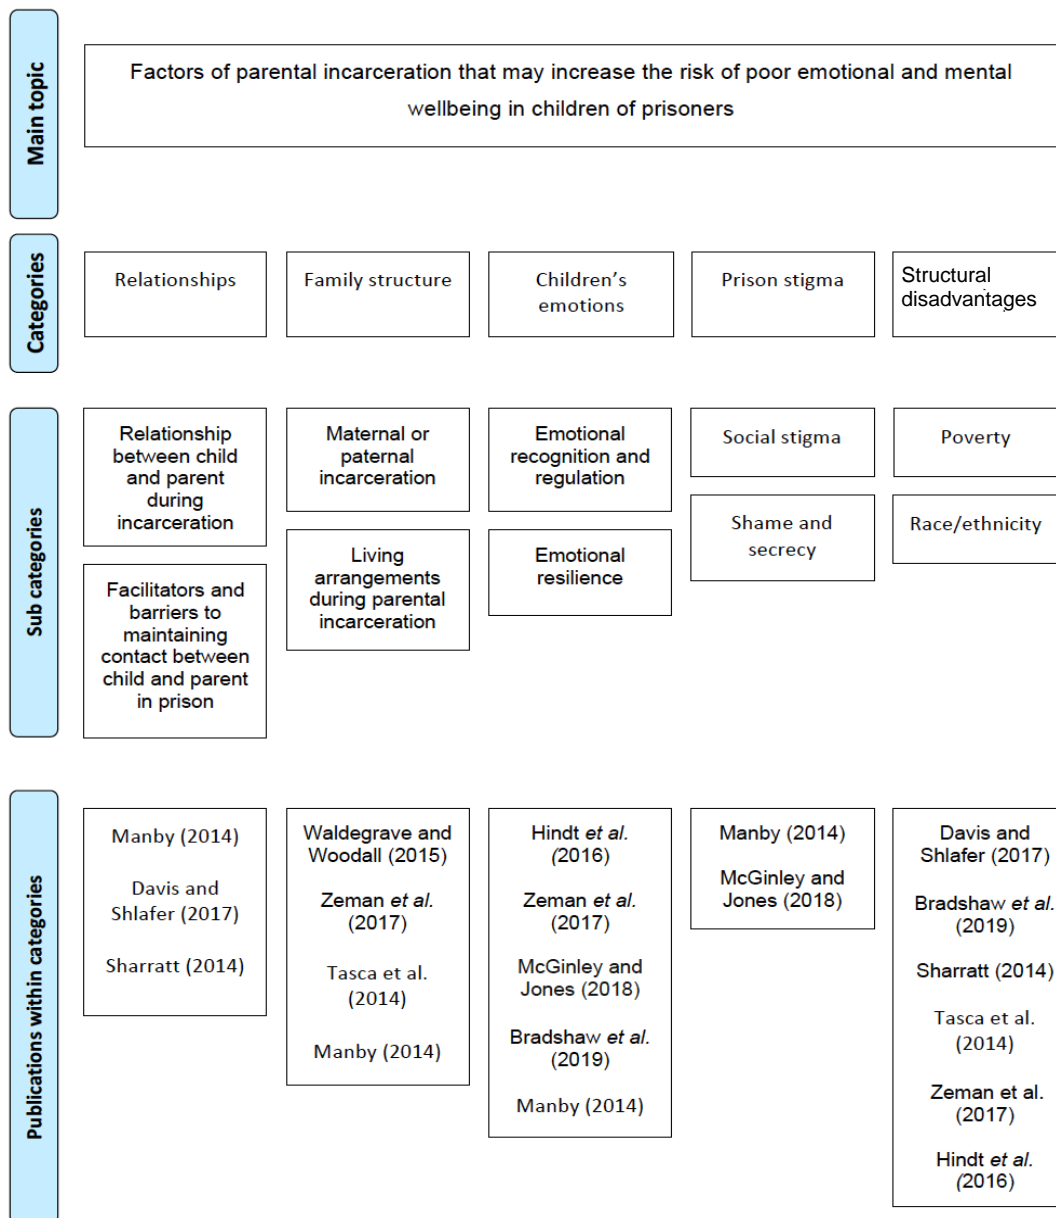 Main topic
Factors of parental incarceration that may increase the risk of poor emotional and mental
wellbeing in children of prisoners
Categories
Relationships
Family structure
Children’s
emotions
Prison stigma
Structural
disadvantages
Sub categories
Relationship
between child
and parent
during
incarceration
Facilitators and
barriers to
maintaining
contact between
child and parent
in prison
Maternal or
paternal
incarceration
Living
arrangements
during parental
incarceration
Emotional
recognition and
regulation
Emotional
resilience
Social stigma
Shame and
secrecy
Poverty
Race/ethnicity
Publications within categories
Manby (2014)
Davis and
Shlafer (2017)
Sharratt (2014)
Waldegrave and
Woodall (2015)
Zeman et al.
(2017)
Tasca et al.
(2014)
Manby (2014)
Hindt et al.
(2016)
Zeman et al.
(2017)
McGinley and
Jones (2018)
Bradshaw et al.
(2019)
Manby (2014)
Manby (2014)
McGinley and
Jones (2018)
Davis and
Shlafer (2017)
Bradshaw et al.
(2019)
Sharratt (2014)
Tasca et al.
(2014)
Zeman et al.
(2017)
Hindt et al.
(2016)